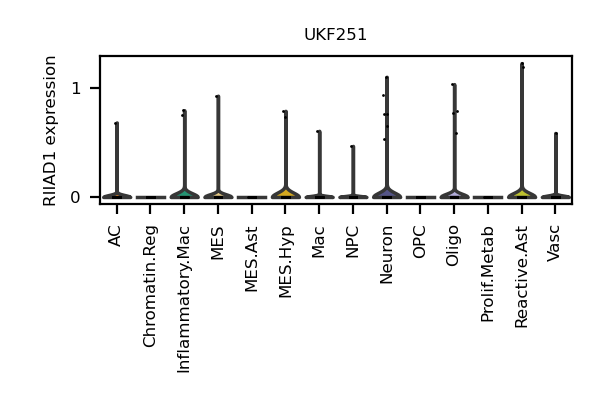 UKF251
RIIAD1 expression
1
0
AC
Chromatin.Reg
Inflammatory.Mac
MES
MES.Ast
MES.Hyp
Mac
NPC
Neuron
OPC
Oligo
Prolif.Metab
Reactive.Ast
Vasc